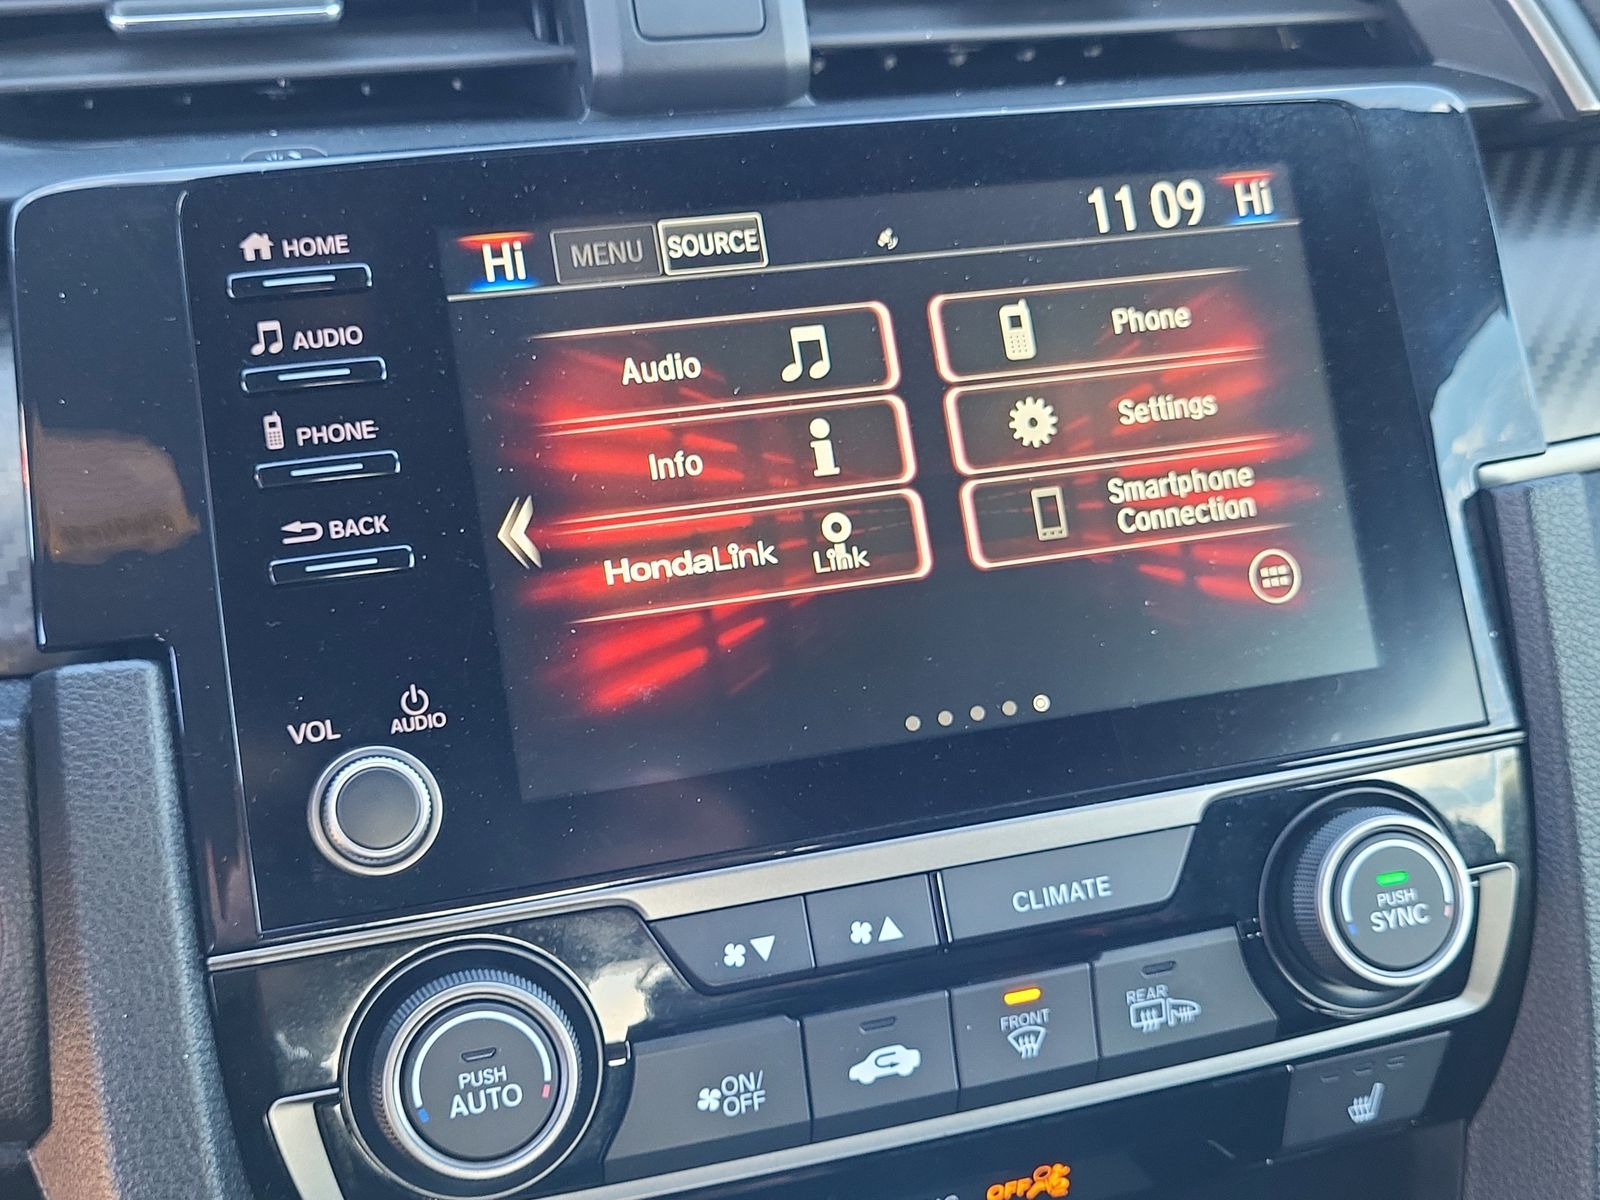 HOME
AUDIO
PHONE
BACK
VOL
AUDIO
Hi
MENU
SOURCE
11 09
Hi
Audio
Phone
Info
Settings
HondaLink
Link
Smartphone
Connection
CLIMATE
PUSH
SYNC
PUSH
AUTO
ON/
OFF
FRONT
REAR
OFF